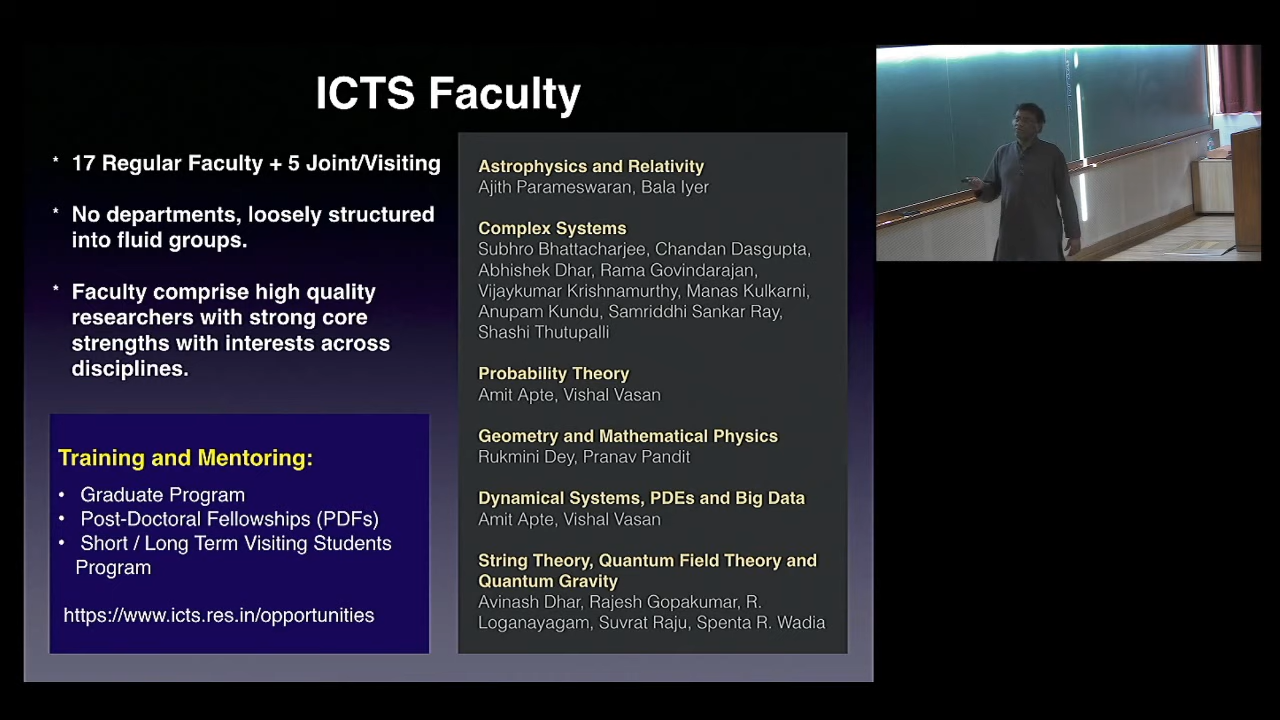 ICTS Faculty
* 17 Regular Faculty + 5 Joint/Visiting
* No departments, loosely structured
into fluid groups.
* Faculty comprise high quality
researchers with strong core
strengths with interests across
disciplines.
Training and Mentoring:
• Graduate Program
• Post-Doctoral Fellowships (PDFs)
• Short / Long Term Visiting Students
Program
https://www.icts.res.in/opportunities
Astrophysics and Relativity
Ajith Parameswaran, Bala Iyer
Complex Systems
Subhro Bhattacharjee, Chandan Dasgupta,
Abhishek Dhar, Rama Govindarajan,
Vijaykumar Krishnamurthy, Manas Kulkarni,
Anupam Kundu, Samriddhi Sankar Ray,
Shashi Thutupalli
Probability Theory
Amit Apte, Vishal Vasan
Geometry and Mathematical Physics
Rukmini Dey, Pranav Pandit
Dynamical Systems, PDEs and Big Data
Amit Apte, Vishal Vasan
String Theory, Quantum Field Theory and
Quantum Gravity
Avinash Dhar, Rajesh Gopakumar, R.
Loganayagam, Suvrat Raju, Spenta R. Wadia